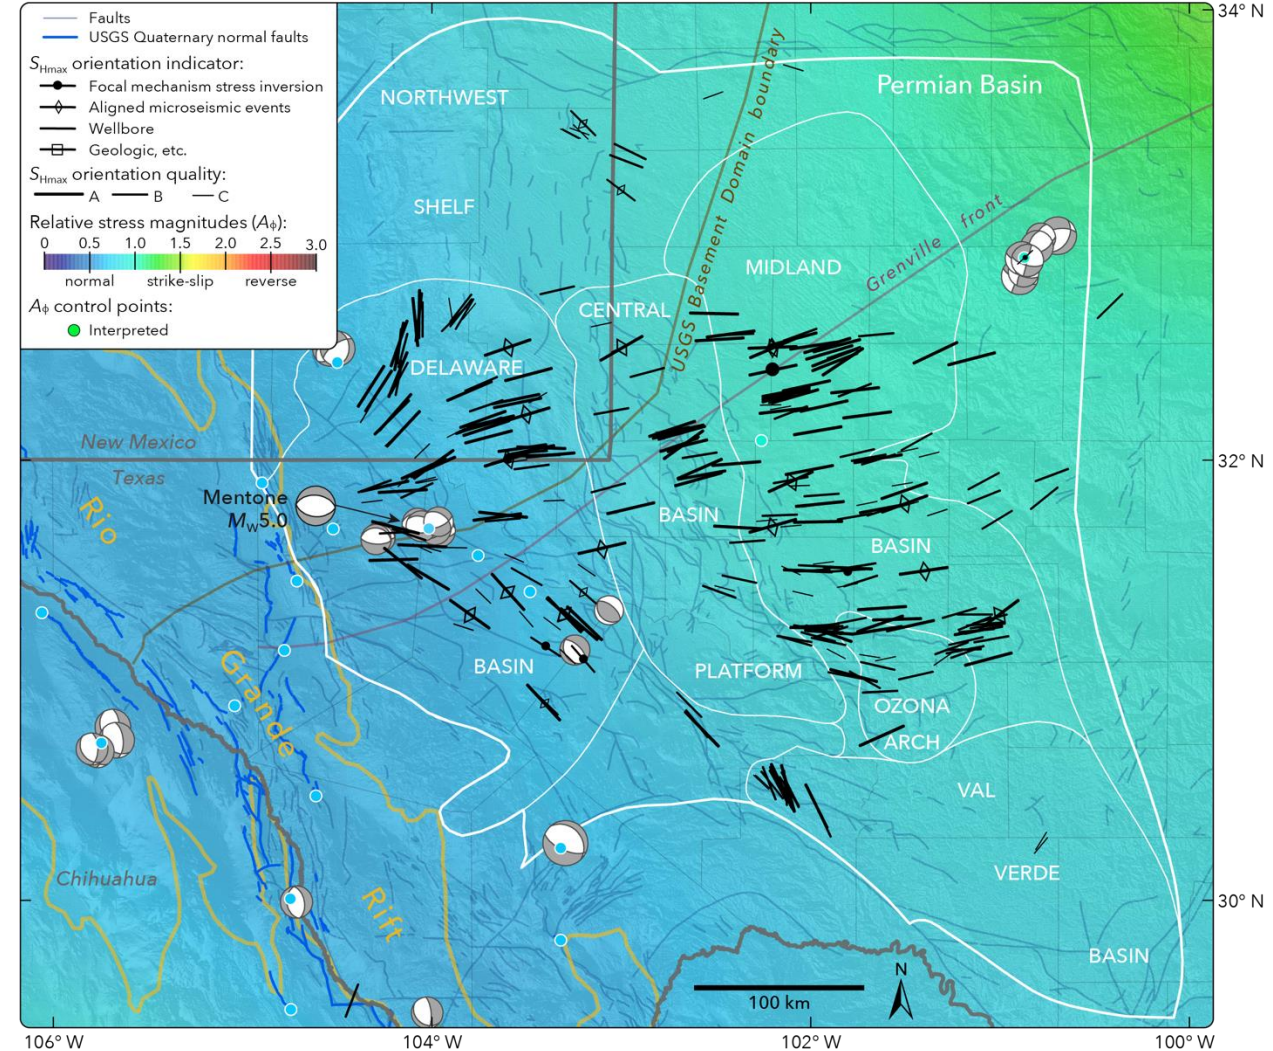 Faults
USGS Quaternary normal faults
SHmax orientation indicator:
Focal mechanism stress inversion
Aligned microseismic events
Wellbore
Geologic, etc.
SHmax orientation quality:
A B C
Relative stress magnitudes (Aϕ):
0 0.5 1.0 1.5 2.0 2.5 3.0
normal strike-slip reverse
Aϕ control points:
Interpreted
34° N
Permian Basin
NORTHWEST
SHELF
USGS Basement Domain boundary
Grenville front
MIDLAND
CENTRAL
DELAWARE
New Mexico
Texas
32° N
Mentone
MW5.0
Rio
BASIN
BASIN
Grande
BASIN
PLATFORM
OZONA
ARCH
VAL
Chihuahua
VERDE
Rift
30° N
BASIN
N
100 km
106° W
104° W
102° W
100° W